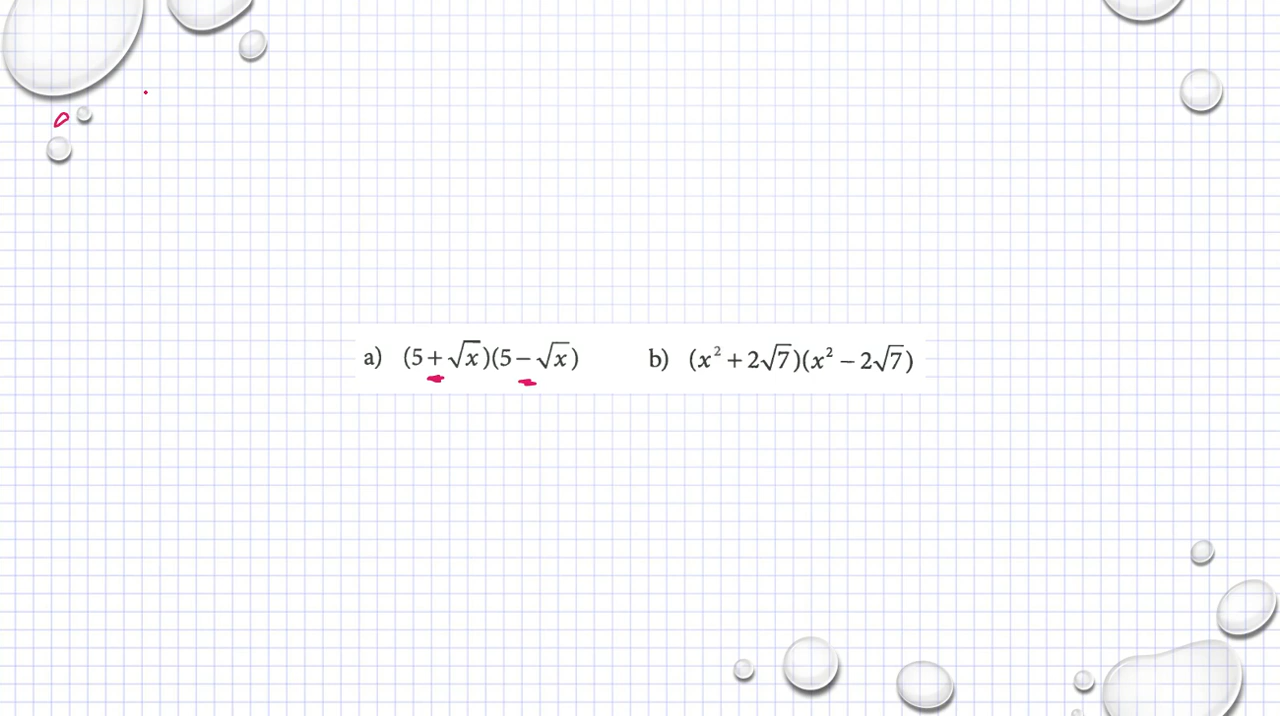 a) (5 + √x)(5 − √x) b) (x² + 2√7)(x² − 2√7)